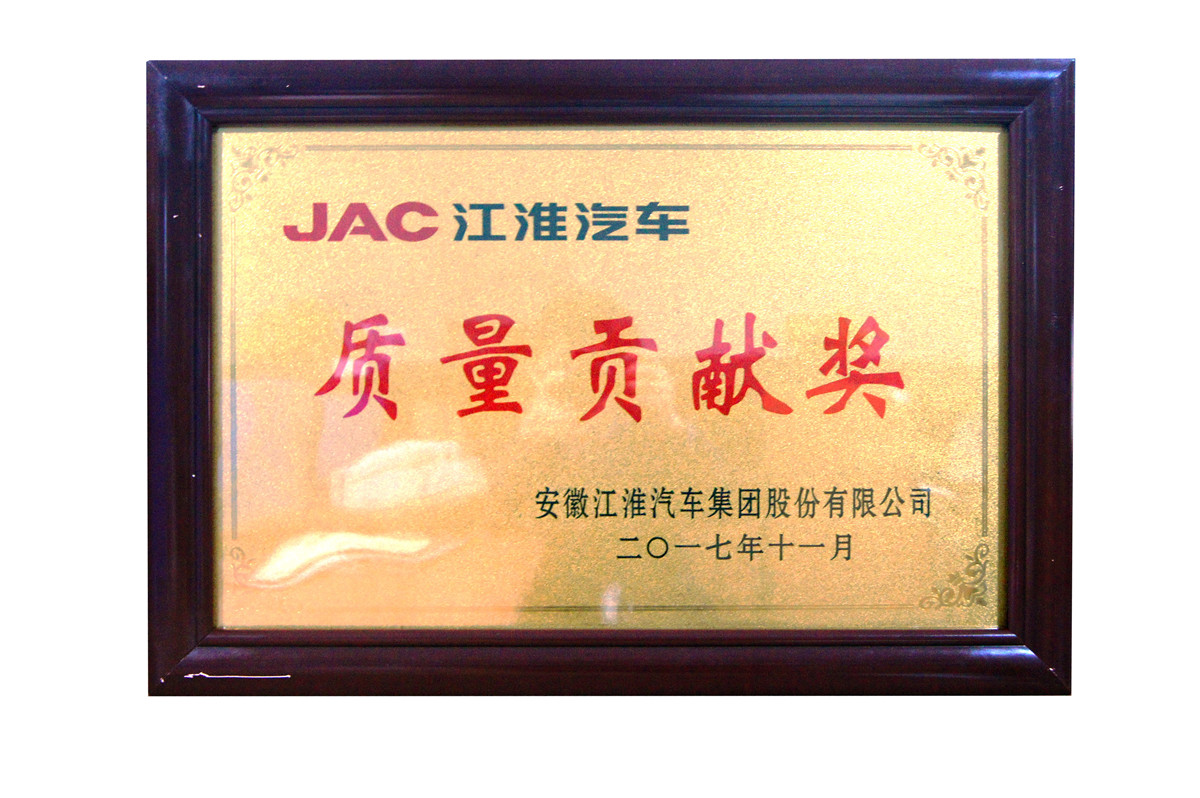 JAC 江淮汽车
质量贡献奖
安徽江淮汽车集团股份有限公司
二〇一七年十一月